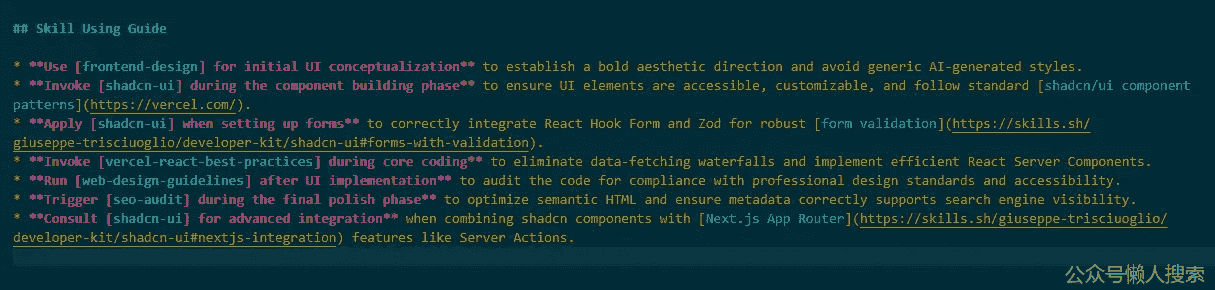 ## Skill Using Guide
* **Use [frontend-design] for initial UI conceptualization** to establish a bold aesthetic direction and avoid generic AI-generated styles.
* **Invoke [shadcn-ui] during the component building phase** to ensure UI elements are accessible, customizable, and follow standard [shadcn/ui component
patterns](https://vercel.com/).
* **Apply [shadcn-ui] when setting up forms** to correctly integrate React Hook Form and Zod for robust [form validation](https://skills.sh/
giuseppe-trisciuoglio/developer-kit/shadcn-ui#forms-with-validation).
* **Invoke [vercel-react-best-practices] during core coding** to eliminate data-fetching waterfalls and implement efficient React Server Components.
* **Run [web-design-guidelines] after UI implementation** to audit the code for compliance with professional design standards and accessibility.
* **Trigger [seo-audit] during the final polish phase** to optimize semantic HTML and ensure metadata correctly supports search engine visibility.
* **Consult [shadcn-ui] for advanced integration** when combining shadcn components with [Next.js App Router](https://skills.sh/giuseppe-trisciuoglio/
developer-kit/shadcn-ui#nextjs-integration) features like Server Actions.
公众号懒人搜索